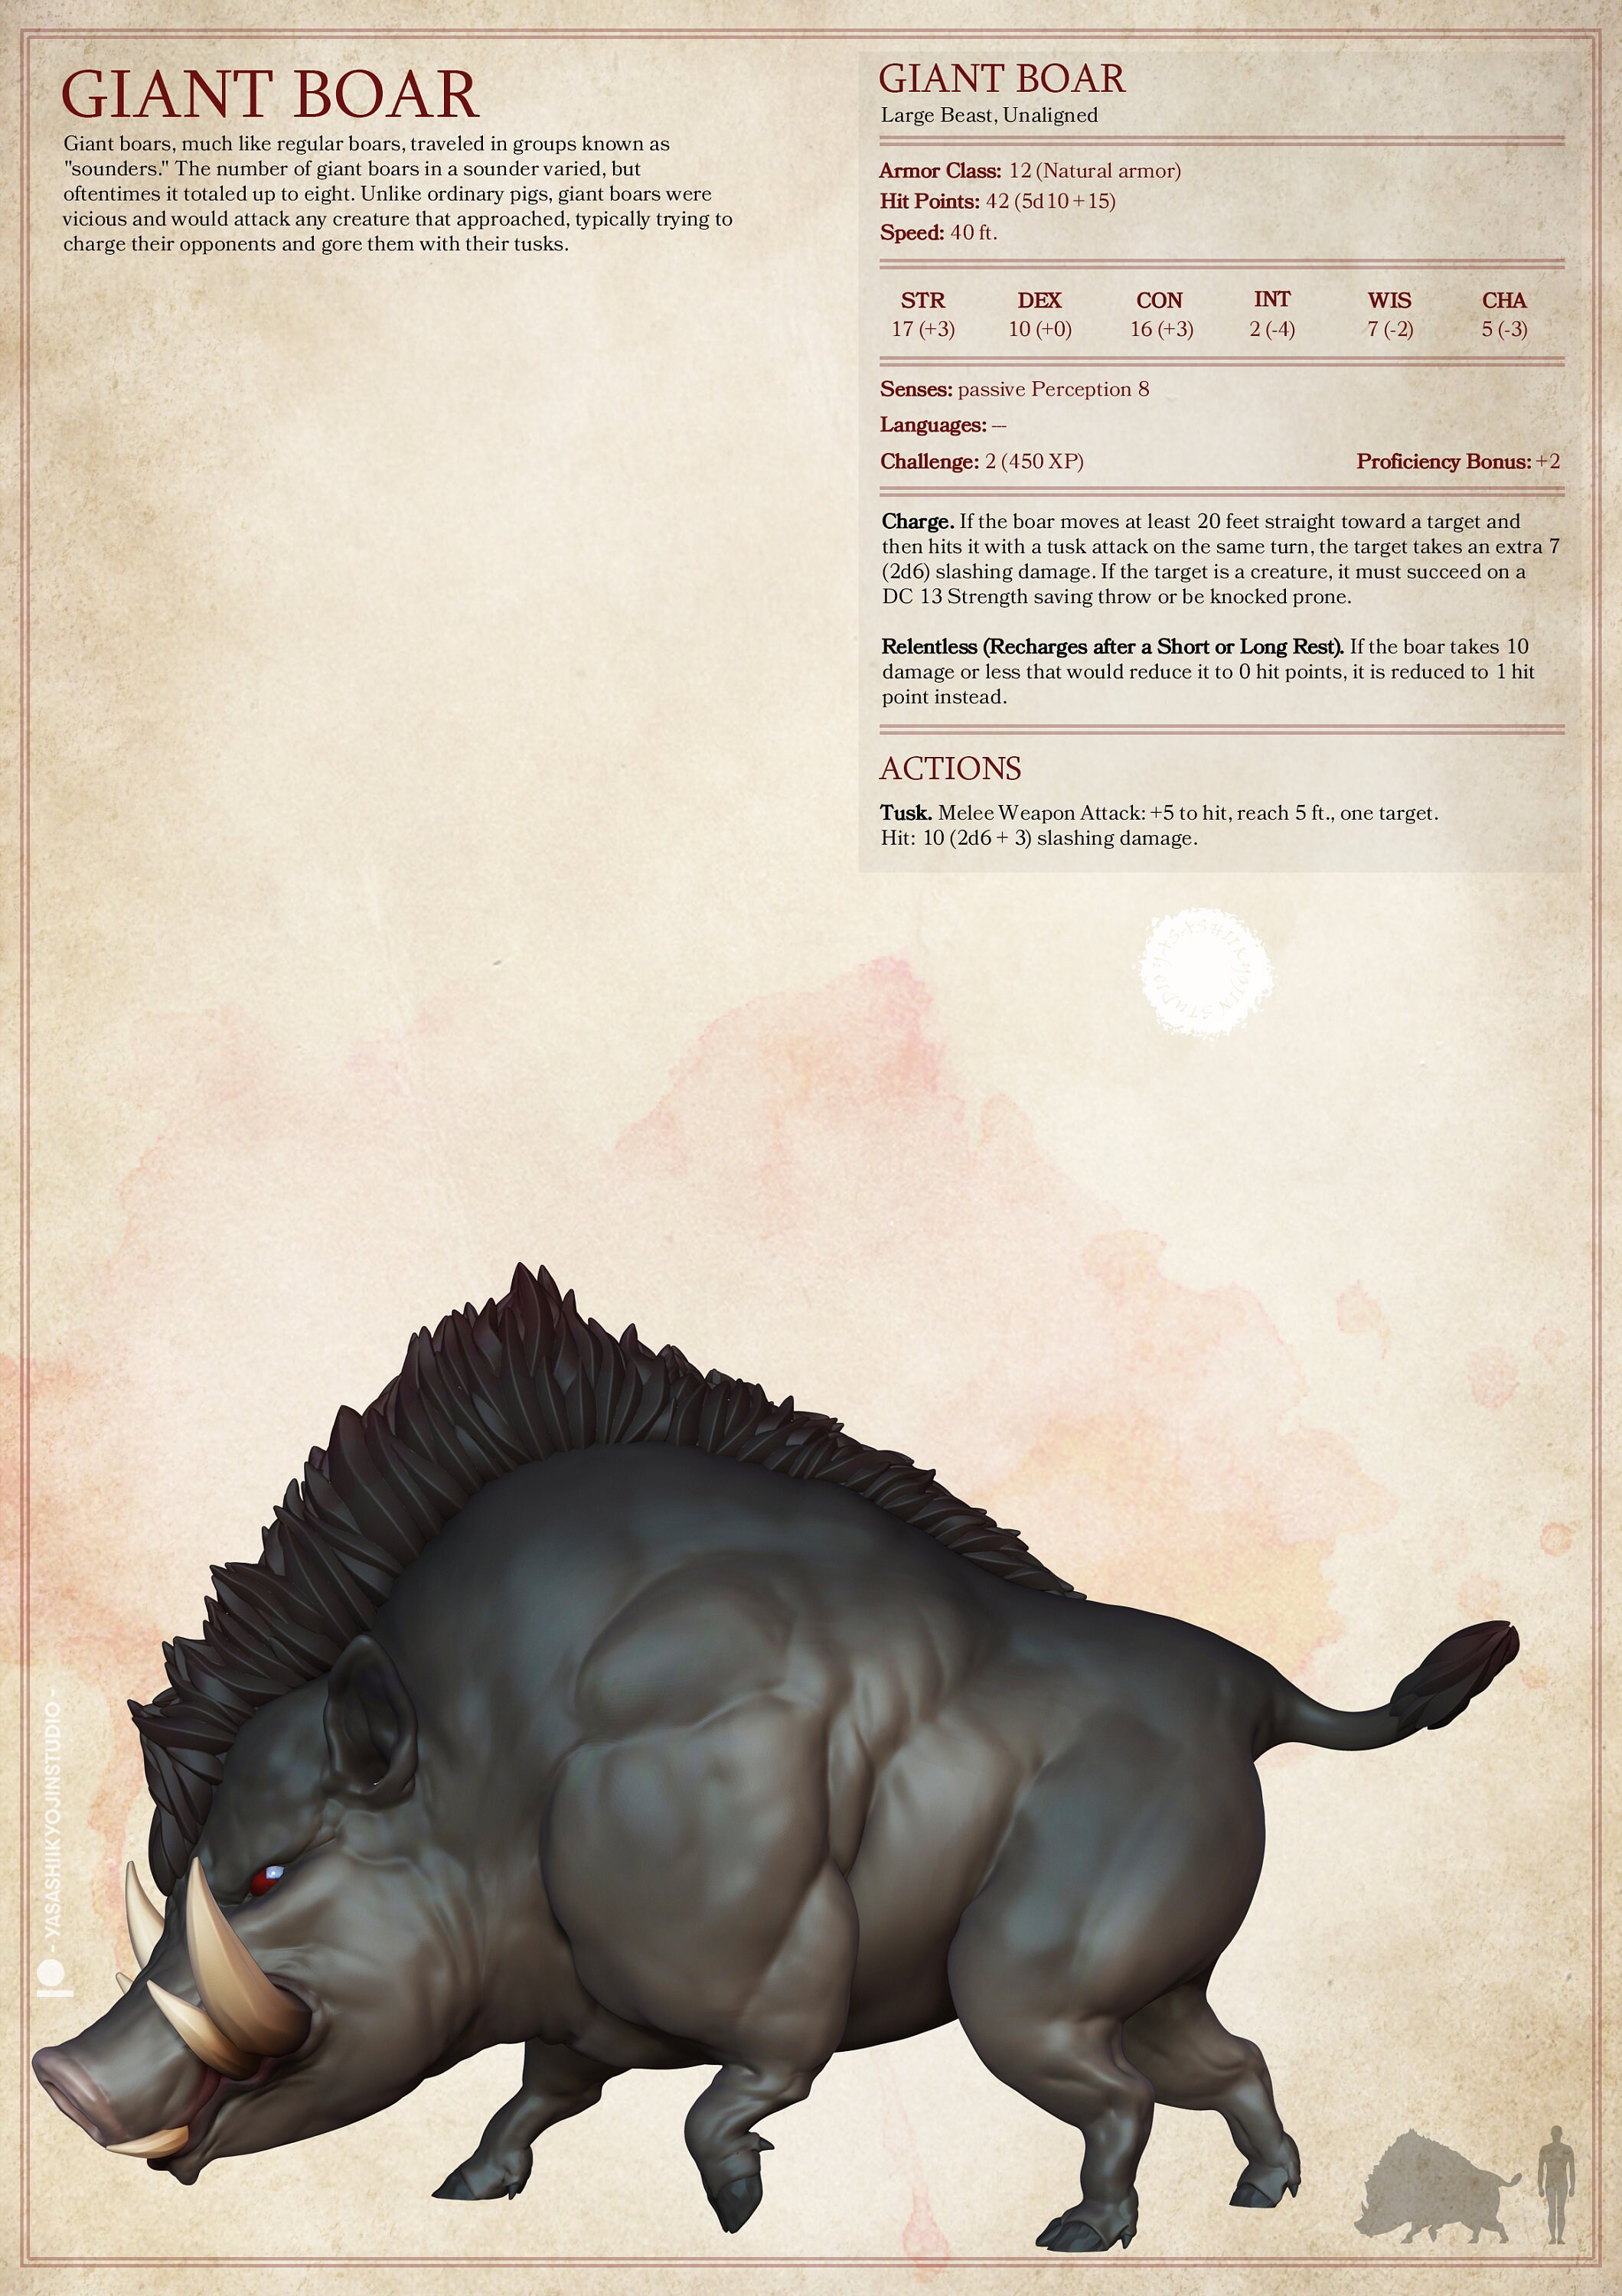 GIANT BOAR
Giant boars, much like regular boars, traveled in groups known as
"sounders." The number of giant boars in a sounder varied, but
oftentimes it totaled up to eight. Unlike ordinary pigs, giant boars were
vicious and would attack any creature that approached, typically trying to
charge their opponents and gore them with their tusks.
GIANT BOAR
Large Beast, Unaligned
Armor Class: 12 (Natural armor)
Hit Points: 42 (5d10 + 15)
Speed: 40 ft.
STR DEX CON INT WIS CHA
17 (+3) 10 (+0) 16 (+3) 2 (-4) 7 (-2) 5 (-3)
Senses: passive Perception 8
Languages: —
Challenge: 2 (450 XP) Proficiency Bonus: +2
Charge. If the boar moves at least 20 feet straight toward a target and
then hits it with a tusk attack on the same turn, the target takes an extra 7
(2d6) slashing damage. If the target is a creature, it must succeed on a
DC 13 Strength saving throw or be knocked prone.
Relentless (Recharges after a Short or Long Rest). If the boar takes 10
damage or less that would reduce it to 0 hit points, it is reduced to 1 hit
point instead.
ACTIONS
Tusk. Melee Weapon Attack: +5 to hit, reach 5 ft., one target.
Hit: 10 (2d6 + 3) slashing damage.
YASASHIIKYOJIN STUDIO
- YASASHIIKYOJINSTUDIO -